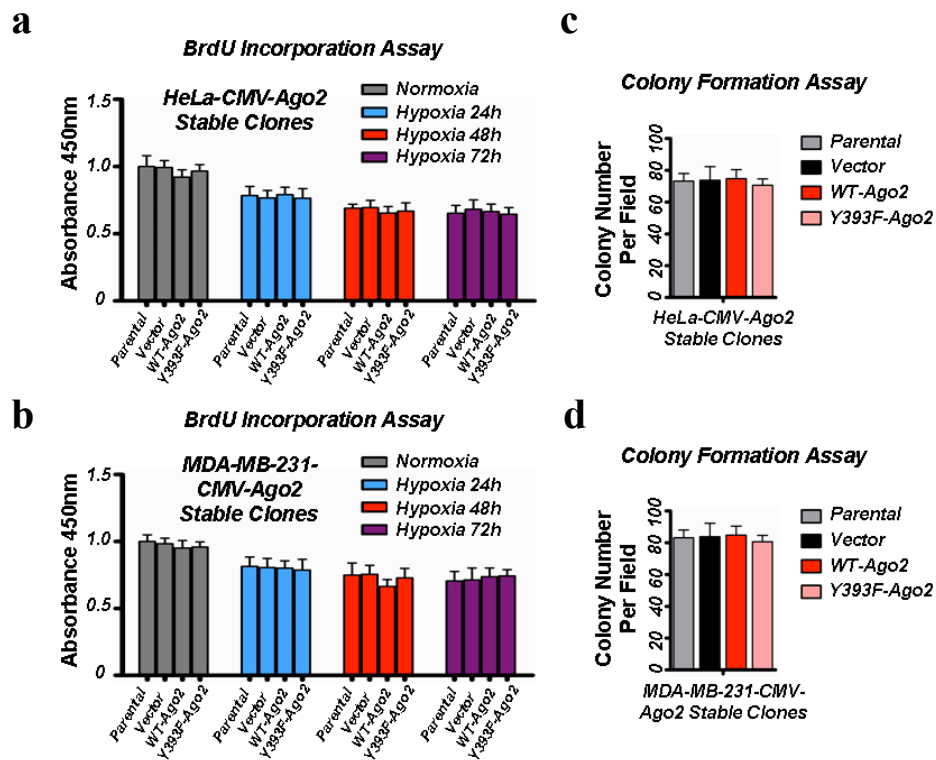 a
BrdU Incorporation Assay
HeLa-CMV-Ago2
Stable Clones
Normoxia
Hypoxia 24h
Hypoxia 48h
Hypoxia 72h
Absorbance 450nm
1.5
1.0
0.5
0
Parental
Vector
WT-Ago2
Y393F-Ago2
Parental
Vector
WT-Ago2
Y393F-Ago2
Parental
Vector
WT-Ago2
Y393F-Ago2
Parental
Vector
WT-Ago2
Y393F-Ago2
c
Colony Formation Assay
Colony Number
Per Field
100
80
60
40
20
0
Parental
Vector
WT-Ago2
Y393F-Ago2
HeLa-CMV-Ago2
Stable Clones
b
BrdU Incorporation Assay
MDA-MB-231-
CMV-Ago2
Stable Clones
Normoxia
Hypoxia 24h
Hypoxia 48h
Hypoxia 72h
Absorbance 450nm
1.5
1.0
0.5
0
Parental
Vector
WT-Ago2
Y393F-Ago2
Parental
Vector
WT-Ago2
Y393F-Ago2
Parental
Vector
WT-Ago2
Y393F-Ago2
Parental
Vector
WT-Ago2
Y393F-Ago2
d
Colony Formation Assay
Colony Number
Per Field
100
80
60
40
20
0
Parental
Vector
WT-Ago2
Y393F-Ago2
MDA-MB-231-CMV-
Ago2 Stable Clones